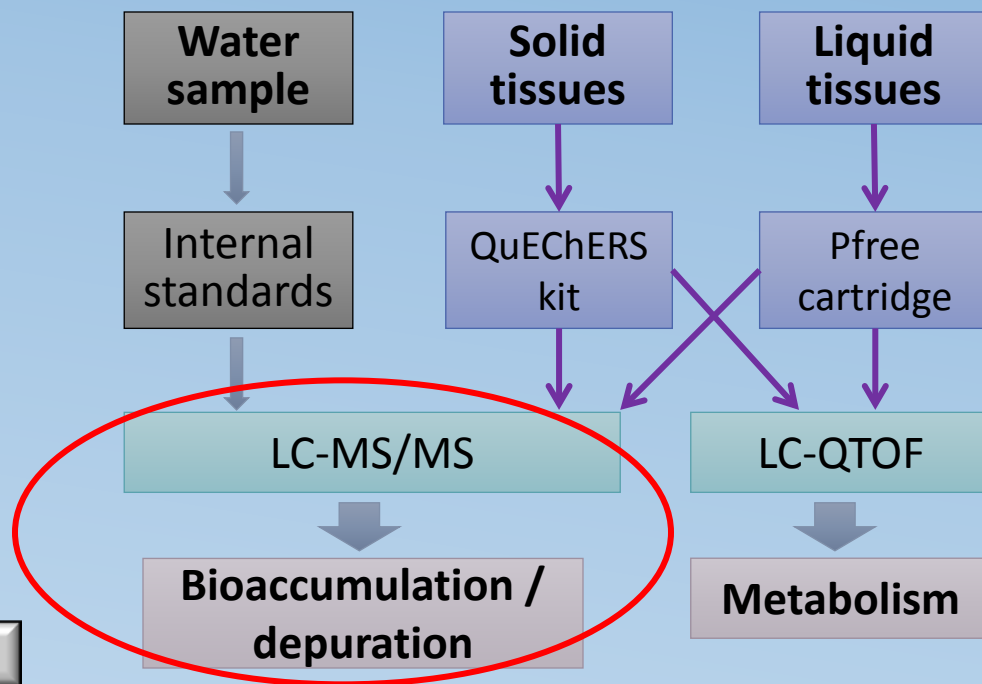 Water
sample
Solid
tissues
Liquid
tissues
Internal
standards
QuEChERS
kit
Pfree
cartridge
LC-MS/MS
LC-QTOF
Bioaccumulation /
depuration
Metabolism